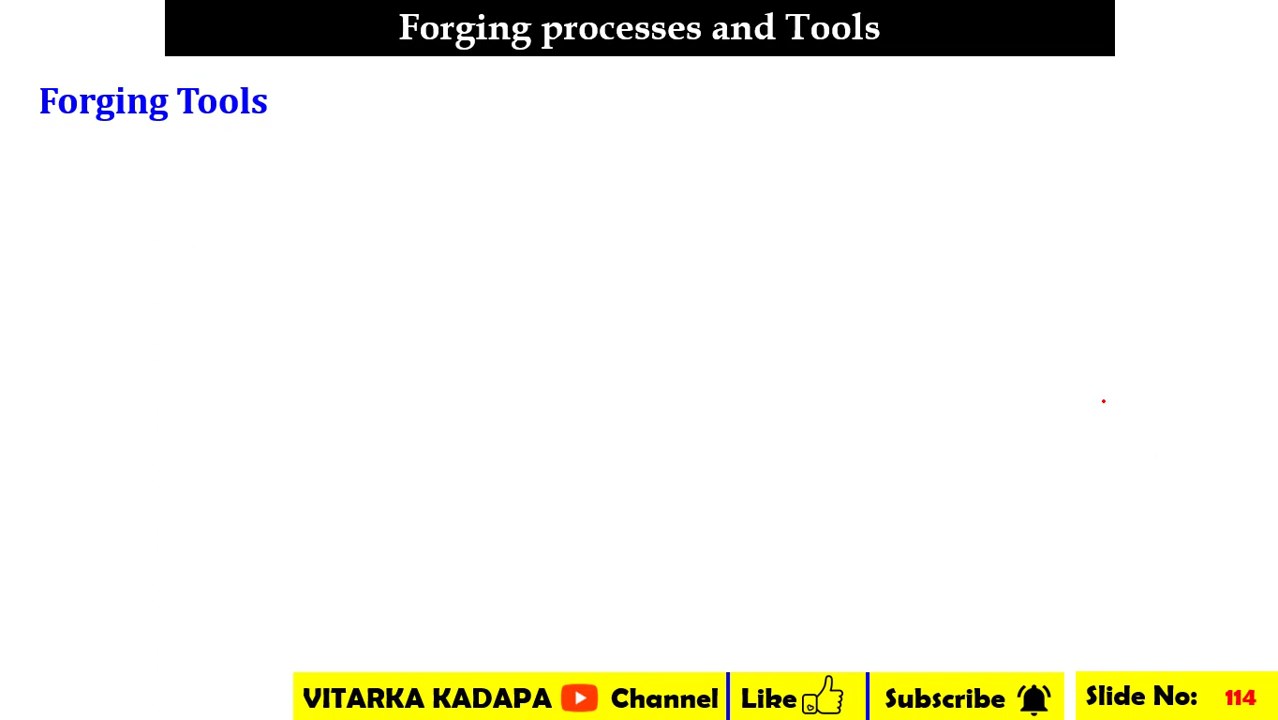 Forging processes and Tools
Forging Tools
VITARKA KADAPA Channel Like Subscribe Slide No: 114